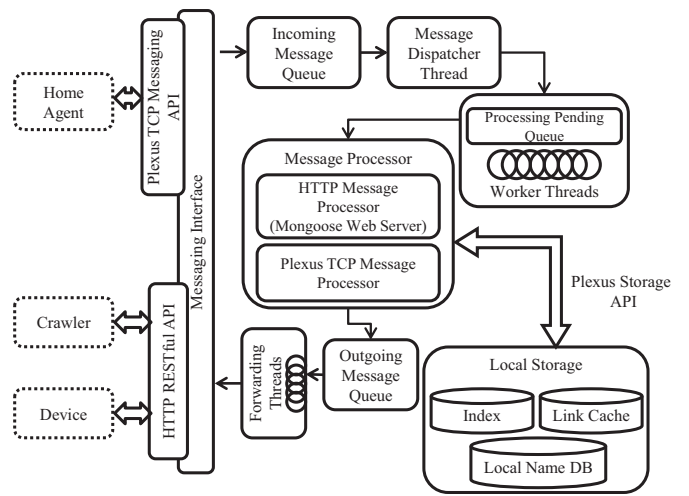 Home
Agent
Plexus TCP Messaging
API
Messaging Interface
Incoming
Message
Queue
Message
Dispatcher
Thread
Processing Pending
Queue
Worker Threads
Message Processor
HTTP Message
Processor
(Mongoose Web Server)
Plexus TCP Message
Processor
Plexus Storage
API
Crawler
Device
HTTP RESTful API
Forwarding
Threads
Outgoing
Message
Queue
Local Storage
Index
Link Cache
Local Name DB